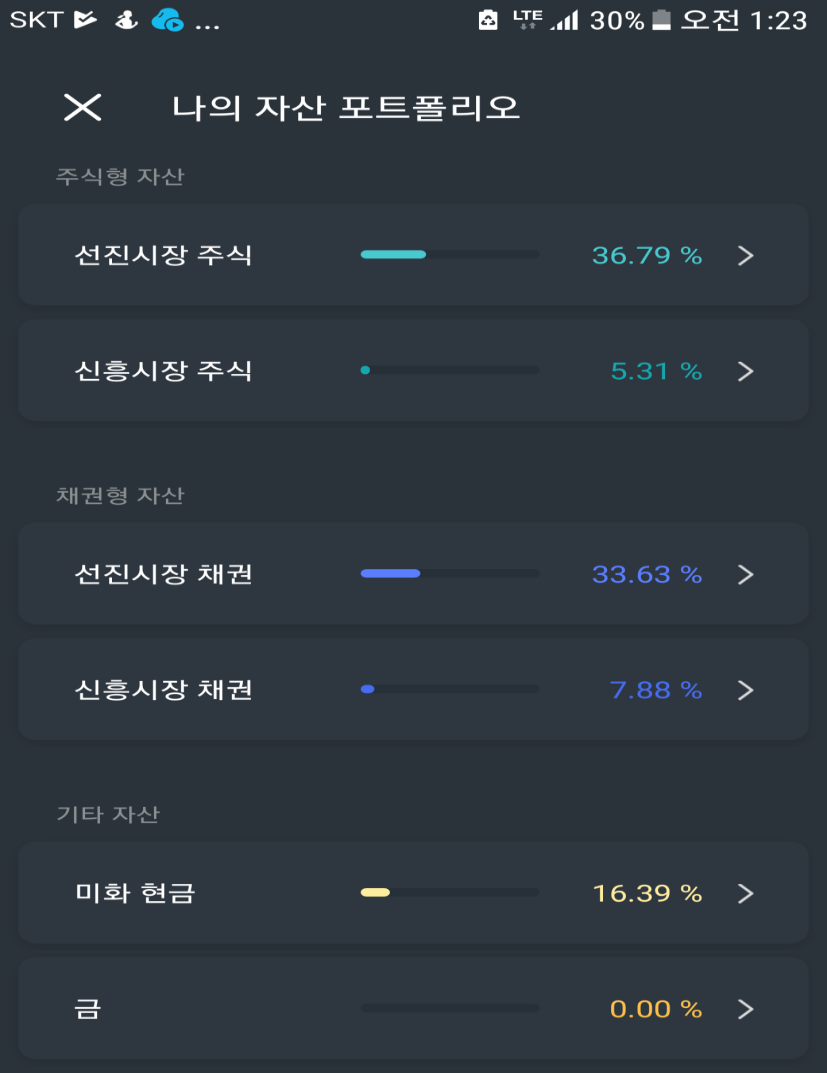 SKT ... LTE 30% 오전 1:23
나의 자산 포트폴리오
주식형 자산
선진시장 주식 36.79 %
신흥시장 주식 5.31 %
채권형 자산
선진시장 채권 33.63 %
신흥시장 채권 7.88 %
기타 자산
미화 현금 16.39 %
금 0.00 %